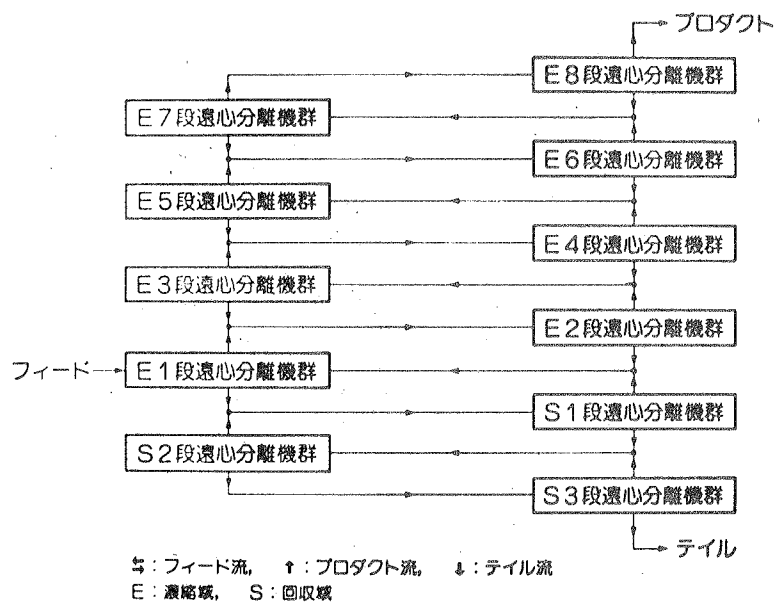 プロダクト
E8段遠心分離機群
E7段遠心分離機群
E6段遠心分離機群
E5段遠心分離機群
E4段遠心分離機群
E3段遠心分離機群
E2段遠心分離機群
フィード
E1段遠心分離機群
S1段遠心分離機群
S2段遠心分離機群
S3段遠心分離機群
テイル
⇆：フィード流, ↑：プロダクト流, ↓：テイル流
E：濃縮域, S：回収域